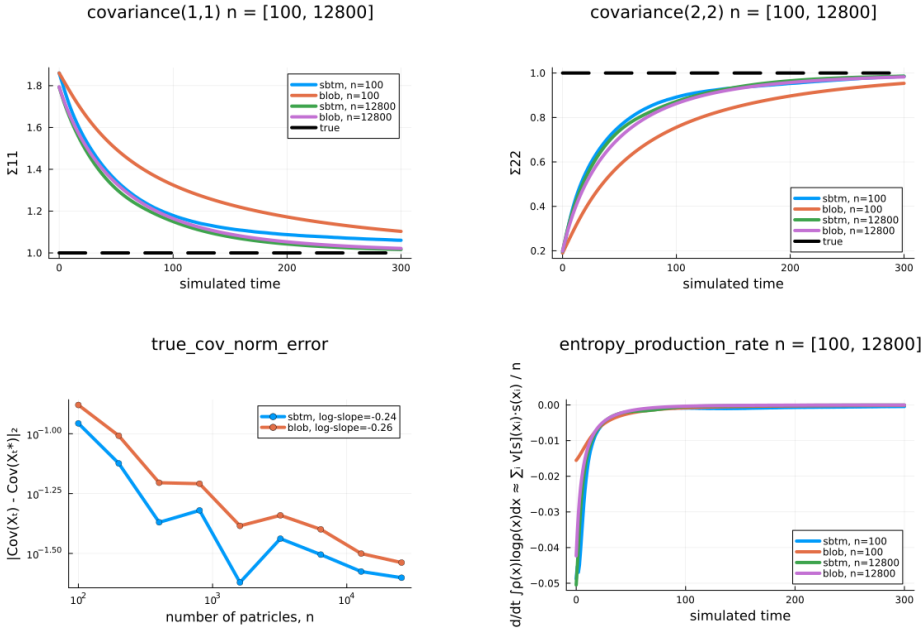 covariance(1,1) n = [100, 12800]
1.8
1.6
1.4
1.2
1.0
Σ11
0
100
200
300
simulated time
sbtm, n=100
blob, n=100
sbtm, n=12800
blob, n=12800
true
covariance(2,2) n = [100, 12800]
1.0
0.8
0.6
0.4
0.2
Σ22
0
100
200
300
simulated time
sbtm, n=100
blob, n=100
sbtm, n=12800
blob, n=12800
true
true_cov_norm_error
10⁻¹·⁰⁰
10⁻¹·²⁵
10⁻¹·⁵⁰
|Cov(Xₜ) - Cov(Xₜ*)|₂
10²
10³
10⁴
number of patricles, n
sbtm, log-slope=-0.24
blob, log-slope=-0.26
entropy_production_rate n = [100, 12800]
0.00
-0.01
-0.02
-0.03
-0.04
-0.05
d/dt ∫ρ(x)logρ(x)dx ≈ Σᵢ v[s](xᵢ)·s(xᵢ) / n
0
100
200
300
simulated time
sbtm, n=100
blob, n=100
sbtm, n=12800
blob, n=12800